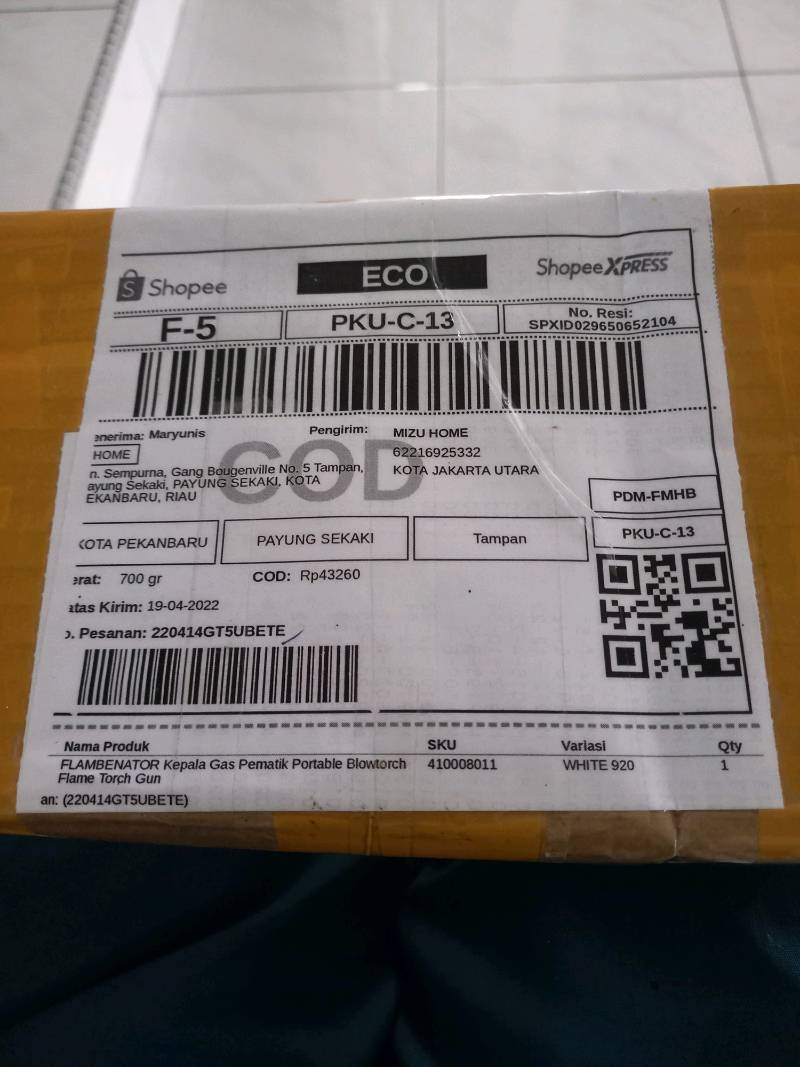 Shopee
ECO
Shopee XPRESS
F-5
PKU-C-13
No. Resi:
SPXID029650652104
enerima: Maryunis
HOME
n. Sempurna, Gang Bougenville No. 5 Tampan,
ayung Sekaki, PAYUNG SEKAKI, KOTA
EKANBARU, RIAU
Pengirim: MIZU HOME
62216925332
KOTA JAKARTA UTARA
COD
PDM-FMHB
KOTA PEKANBARU
PAYUNG SEKAKI
Tampan
PKU-C-13
erat: 700 gr
COD: Rp43260
atas Kirim: 19-04-2022
o. Pesanan: 220414GT5UBETE
Nama Produk SKU Variasi Qty
FLAMBENATOR Kepala Gas Pematik Portable Blowtorch 410008011 WHITE 920 1
Flame Torch Gun
an: (220414GT5UBETE)